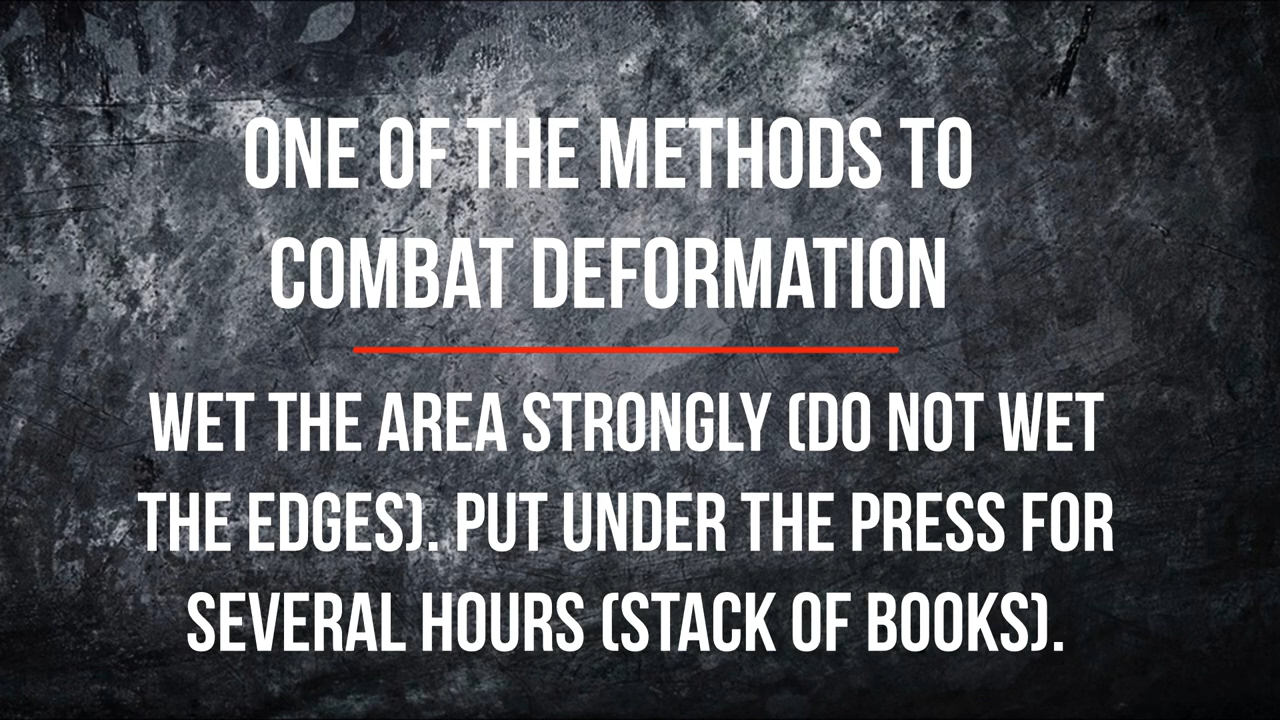 ONE OF THE METHODS TO
COMBAT DEFORMATION
WET THE AREA STRONGLY (DO NOT WET
THE EDGES). PUT UNDER THE PRESS FOR
SEVERAL HOURS (STACK OF BOOKS).